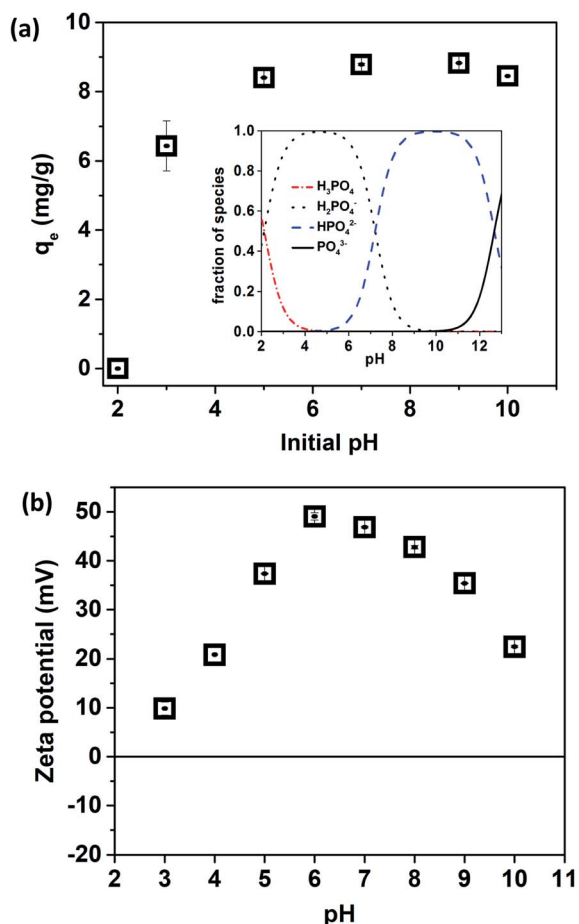 (a)
10
8
6
4
2
0
q_e (mg/g)
1.0
0.8
0.6
0.4
0.2
0.0
fraction of species
H₃PO₄
H₂PO₄⁻
HPO₄²⁻
PO₄³⁻
2 4 6 8 10 12
pH
2 4 6 8 10
Initial pH
(b)
50
40
30
20
10
0
-10
-20
Zeta potential (mV)
2 3 4 5 6 7 8 9 10 11
pH